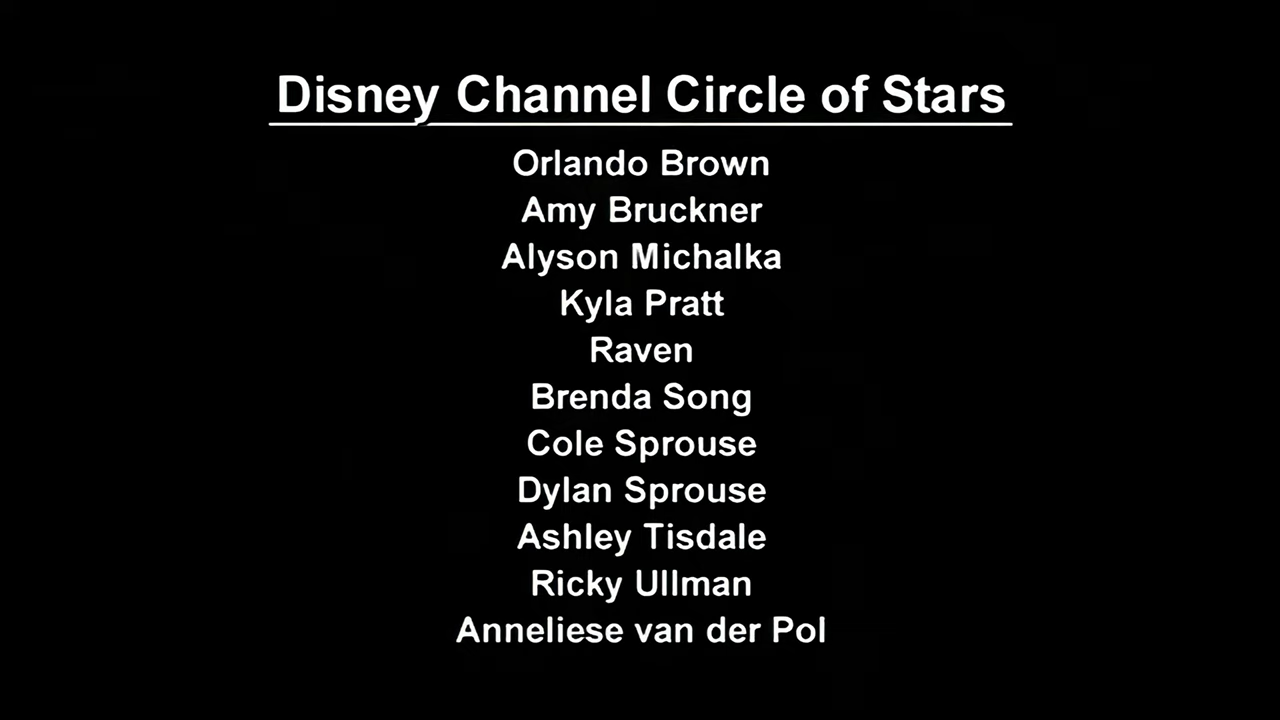 Disney Channel Circle of Stars
Orlando Brown
Amy Bruckner
Alyson Michalka
Kyla Pratt
Raven
Brenda Song
Cole Sprouse
Dylan Sprouse
Ashley Tisdale
Ricky Ullman
Anneliese van der Pol